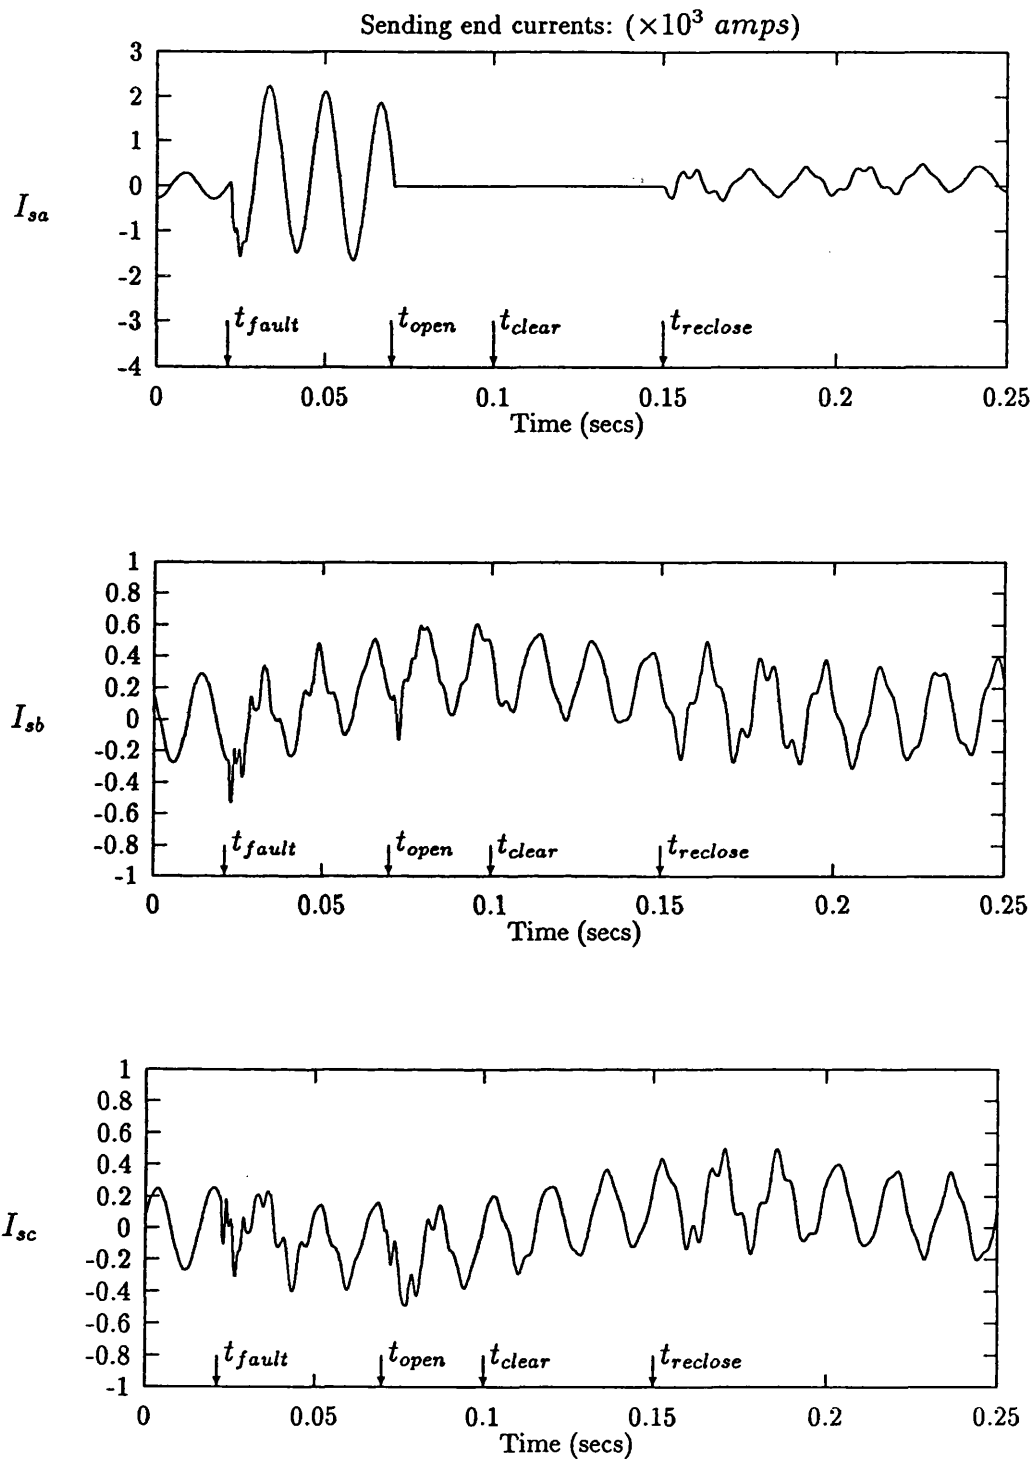 Sending end currents: (×10³ amps)
3
2
1
0
-1
-2
-3
-4
I_sa
t_fault
t_open
t_clear
t_reclose
0 0.05 0.1 0.15 0.2 0.25
Time (secs)
1
0.8
0.6
0.4
0.2
0
-0.2
-0.4
-0.6
-0.8
-1
I_sb
t_fault
t_open
t_clear
t_reclose
0 0.05 0.1 0.15 0.2 0.25
Time (secs)
1
0.8
0.6
0.4
0.2
0
-0.2
-0.4
-0.6
-0.8
-1
I_sc
t_fault
t_open
t_clear
t_reclose
0 0.05 0.1 0.15 0.2 0.25
Time (secs)